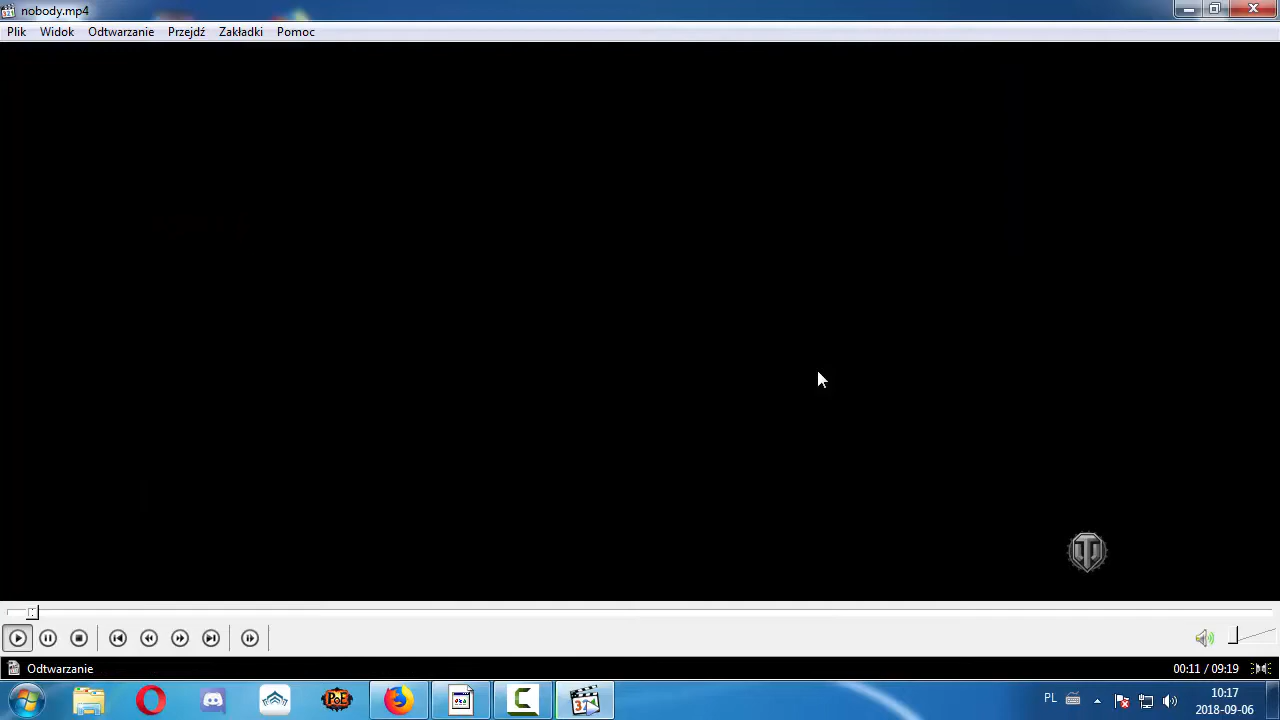 nobody.mp4
Plik Widok Odtwarzanie Przejdź Zakładki Pomoc
Odtwarzanie
00:11 / 09:19
PoE
PL
10:17
2018-09-06